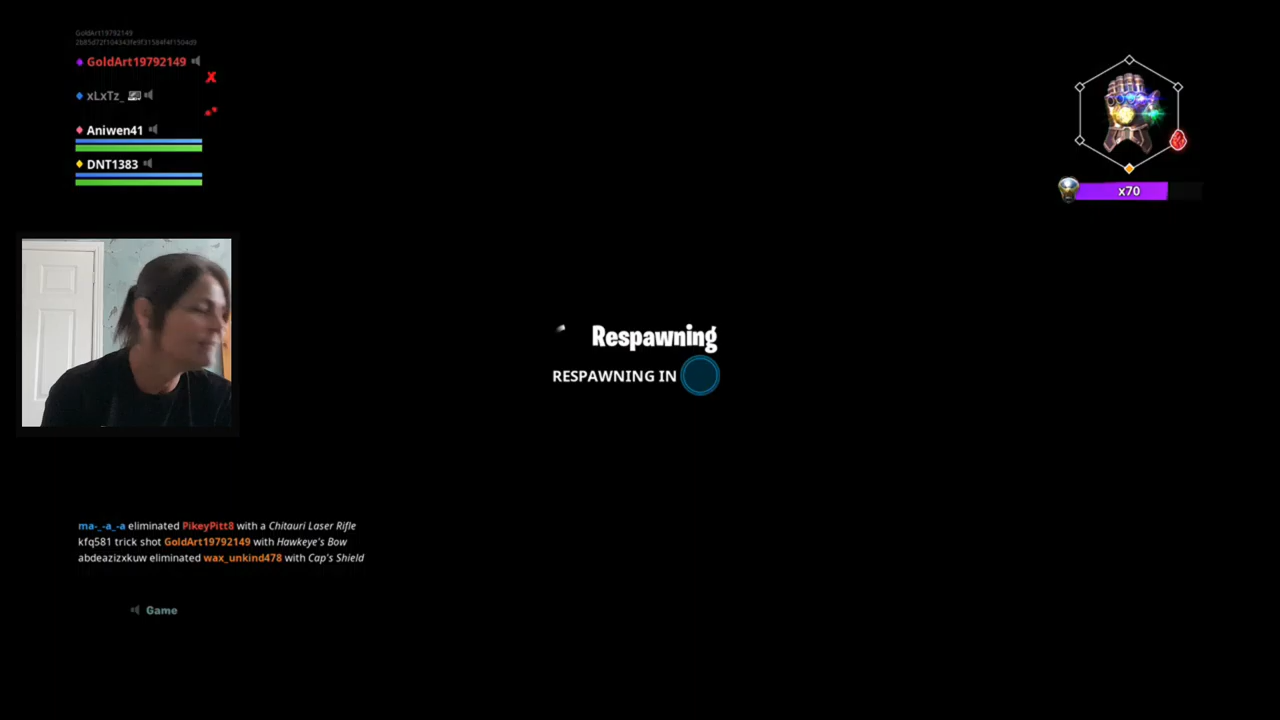 GoldArt19792149
GoldArt19792149
X
xLxTz_
Aniwen41
DNT1383
x70
Respawning
RESPAWNING IN
ma-_-a_-a eliminated PikeyPitt8 with a Chitauri Laser Rifle
kfq581 trick shot GoldArt19792149 with Hawkeye's Bow
abdeazizxkuw eliminated wax_unkind478 with Cap's Shield
Game